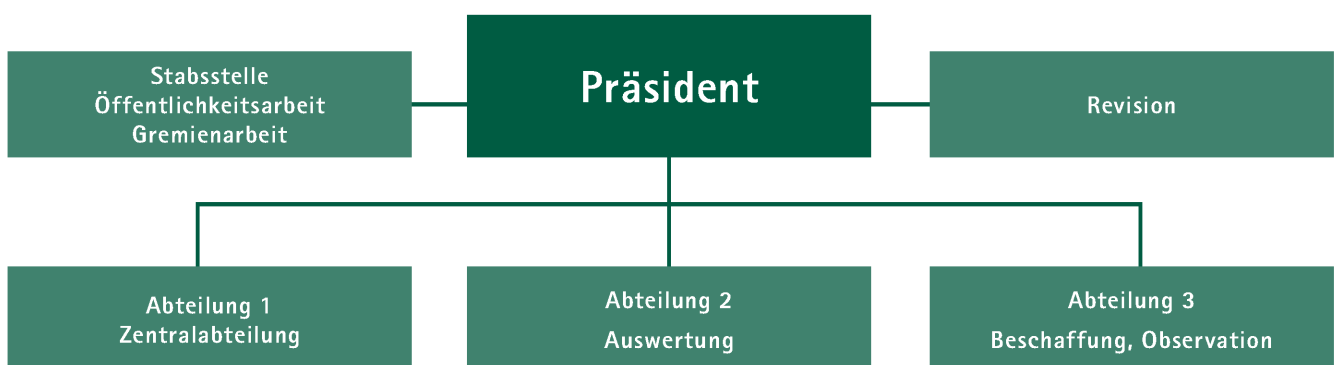 Stabsstelle
Öffentlichkeitsarbeit
Gremienarbeit
Präsident
Revision
Abteilung 1
Zentralabteilung
Abteilung 2
Auswertung
Abteilung 3
Beschaffung, Observation